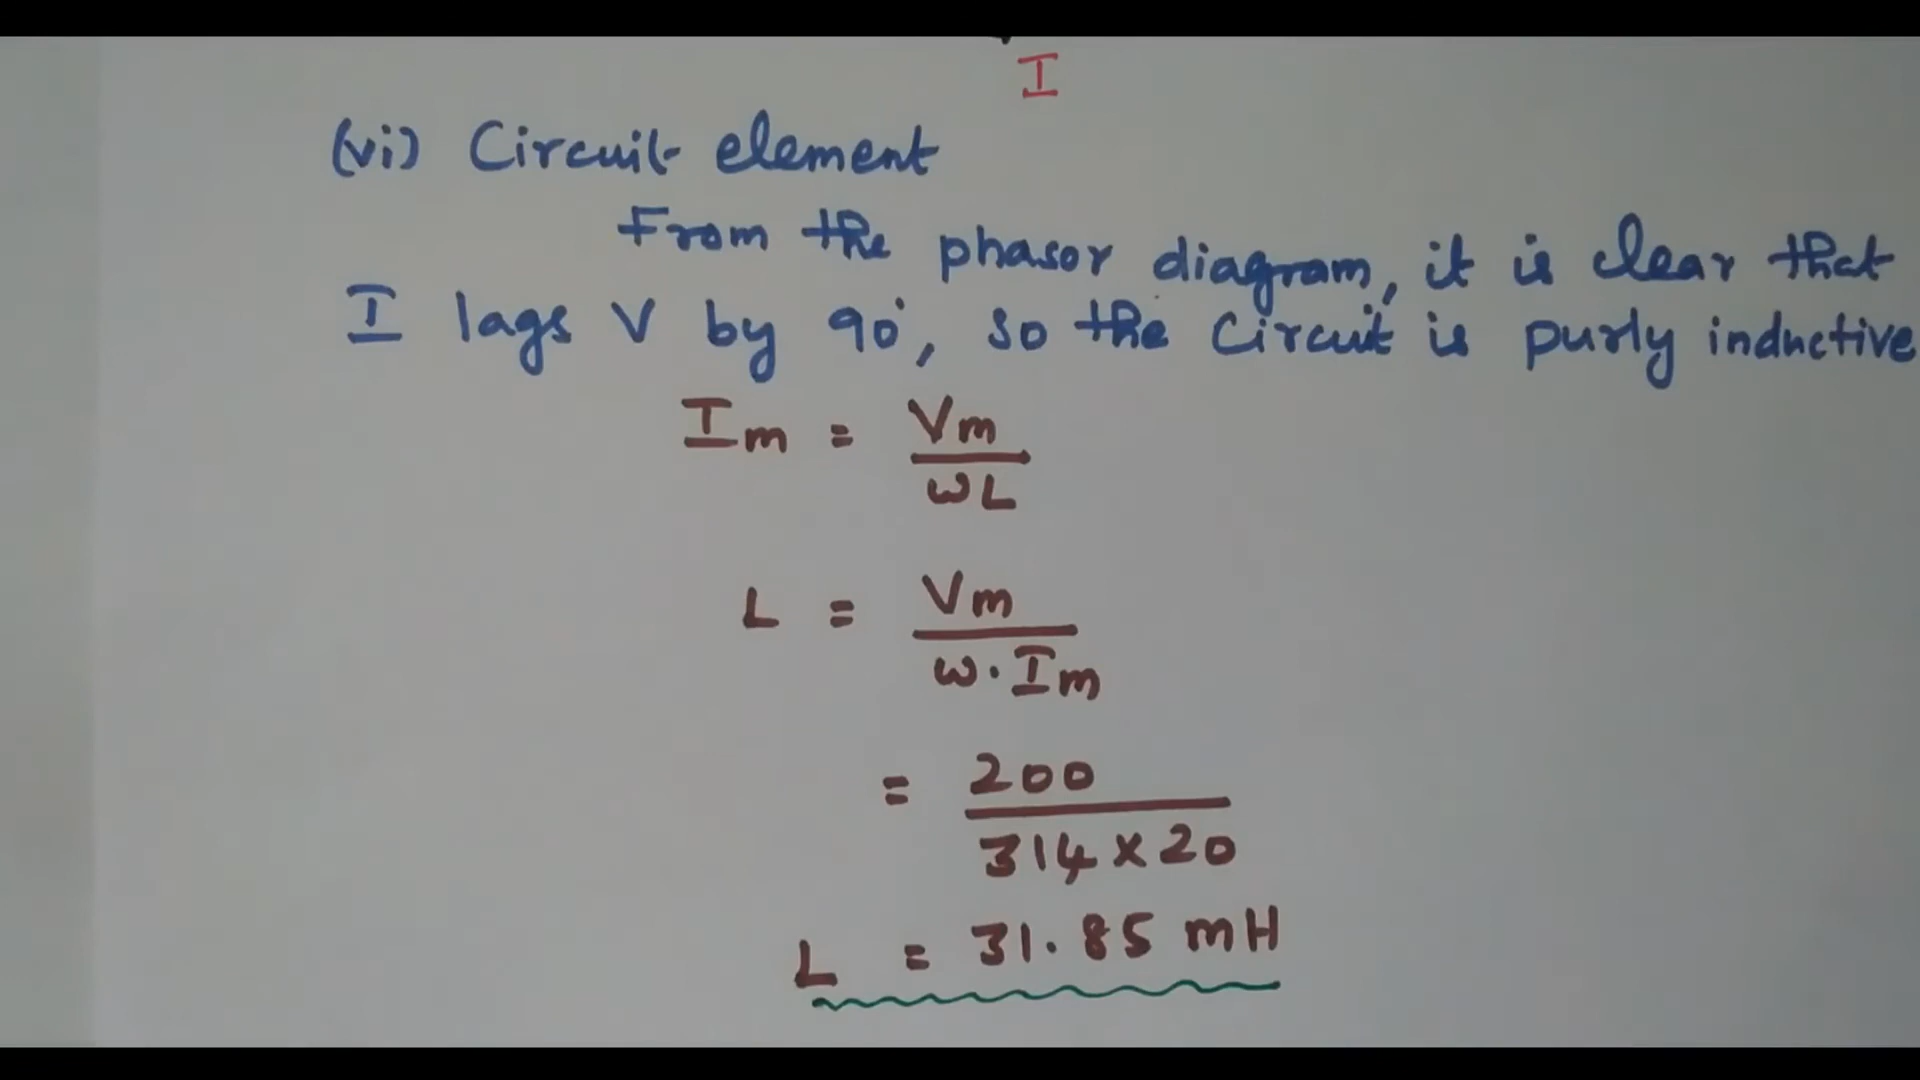 I
(vi) Circuit element
From the phasor diagram, it is clear that
I lags V by 90°, so the circuit is purly inductive
Im = Vm
ωL
L = Vm
ω . Im
= 200
314 x 20
L = 31.85 mH